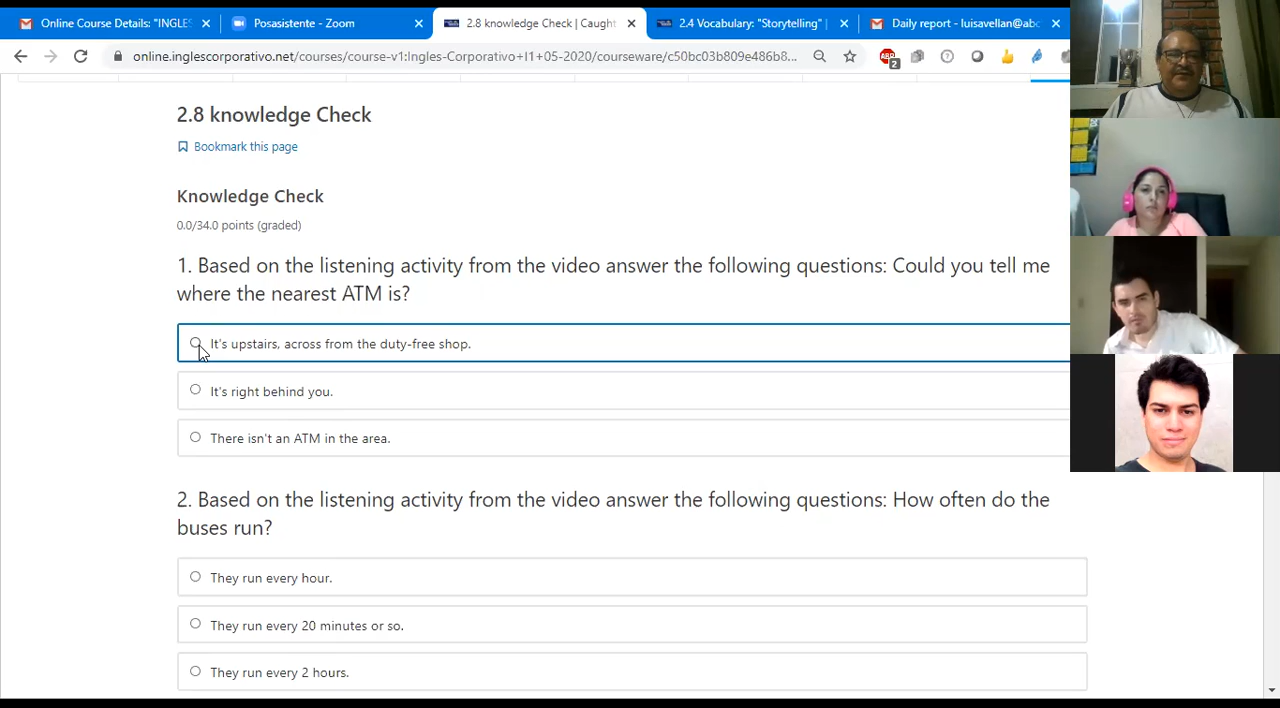 Online Course Details: "INGLES
Posasistente - Zoom
2.8 knowledge Check | Caught
2.4 Vocabulary: "Storytelling" |
Daily report - luisavellan@abc
online.inglescorporativo.net/courses/course-v1:Ingles-Corporativo+I1+05-2020/courseware/c50bc03b809e486b8...
2
2.8 knowledge Check
Bookmark this page
Knowledge Check
0.0/34.0 points (graded)
1. Based on the listening activity from the video answer the following questions: Could you tell me
where the nearest ATM is?
It's upstairs, across from the duty-free shop.
It's right behind you.
There isn't an ATM in the area.
2. Based on the listening activity from the video answer the following questions: How often do the
buses run?
They run every hour.
They run every 20 minutes or so.
They run every 2 hours.